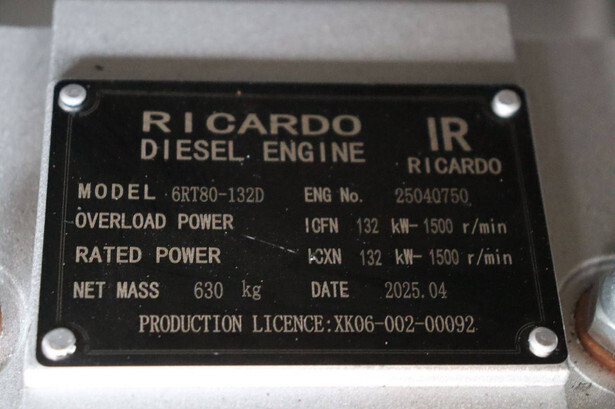 RICARDO IR
DIESEL ENGINE RICARDO
MODEL 6RT80-132D ENG No. 25040750
OVERLOAD POWER ICFN 132 kW-1500 r/min
RATED POWER ICXN 132 kW-1500 r/min
NET MASS 630 kg DATE 2025.04
PRODUCTION LICENCE:XK06-002-00092